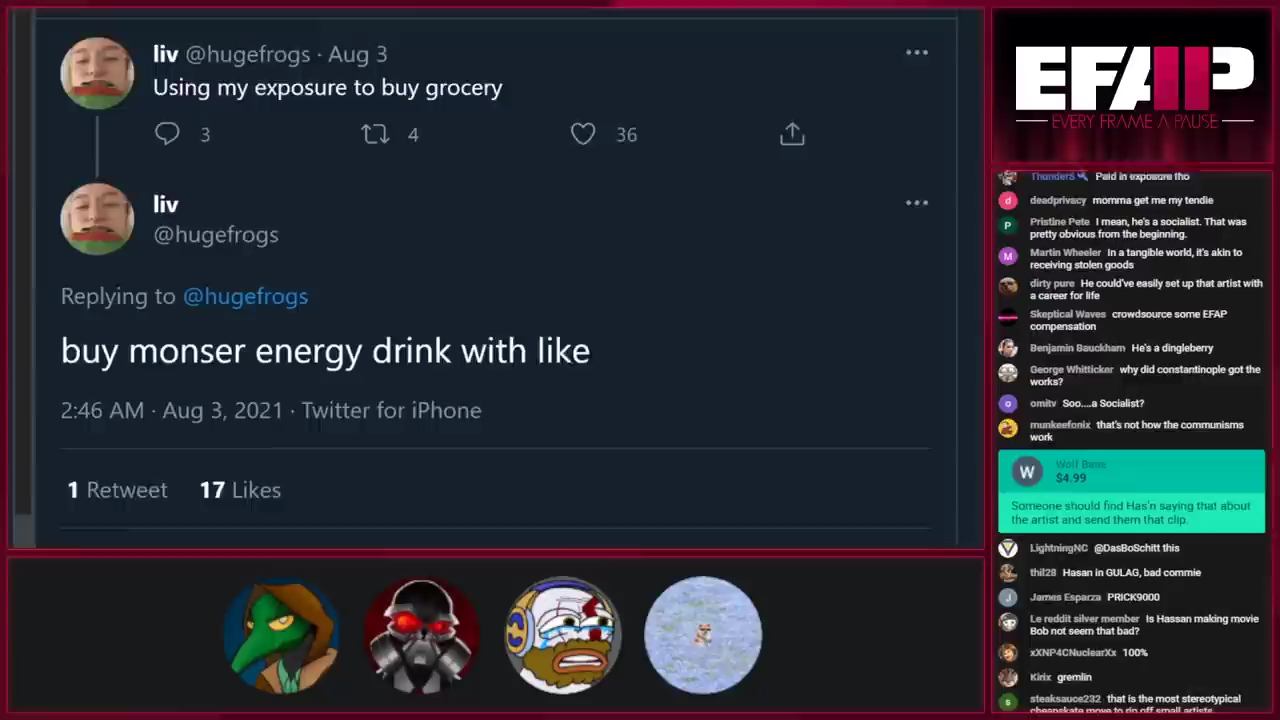 liv @hugefrogs · Aug 3
Using my exposure to buy grocery
3 4 36
liv
@hugefrogs
Replying to @hugefrogs
buy monser energy drink with like
2:46 AM · Aug 3, 2021 · Twitter for iPhone
1 Retweet 17 Likes
EFAP
EVERY FRAME A PAUSE
ThunderS Paid in exposure tho
d deadprivacy momma get me my tendie
P Pristine Pete I mean, he's a socialist. That was
pretty obvious from the beginning.
M Martin Wheeler In a tangible world, it's akin to
receiving stolen goods
dirty pure He could've easily set up that artist with
a career for life
Skeptical Waves crowdsource some EFAP
compensation
Benjamin Bauckham He's a dingleberry
George Whitticker why did constantinople got the
works?
o omitv Soo....a Socialist?
munkeefonix that's not how the communisms
work
W Wolf Bane
$4.99
Someone should find Has'n saying that about
the artist and send them that clip.
LightningNC @DasBoSchitt this
thil28 Hasan in GULAG, bad commie
J James Esparza PRICK9000
Le reddit silver member Is Hassan making movie
Bob not seem that bad?
xXNP4CNuclearXx 100%
Kirix gremlin
s steaksauce232 that is the most stereotypical
cheapskate move to rip off small artists.